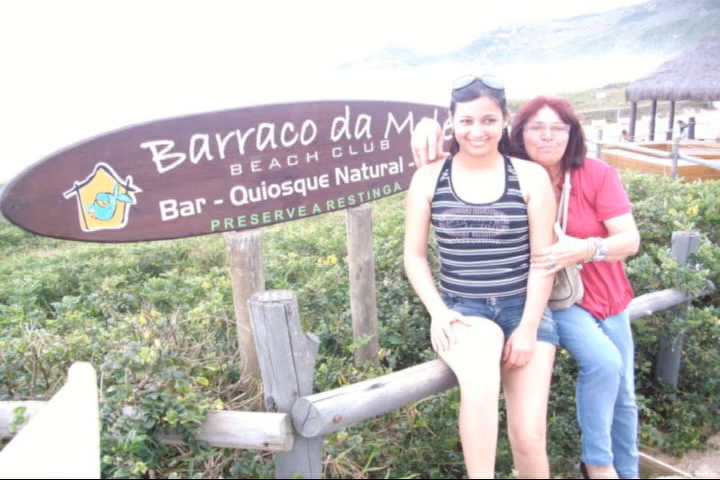 Barraco da
BEACH CLUB
Bar - Quiosque Natural -
PRESERVE A RESTINGA